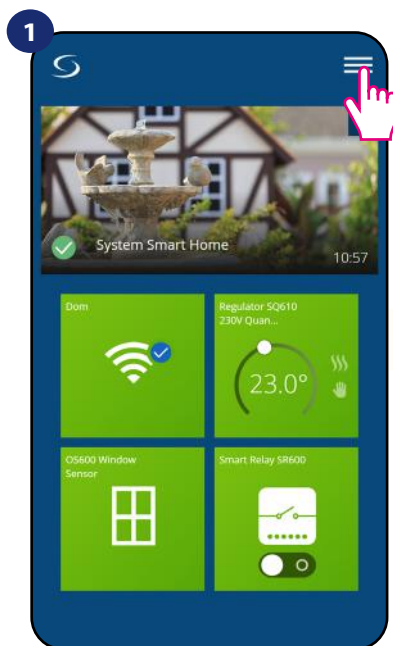 1
System Smart Home
10:57
Dom
Regulator SQ610
230V Quan...
23.0°
OS600 Window
Sensor
Smart Relay SR600